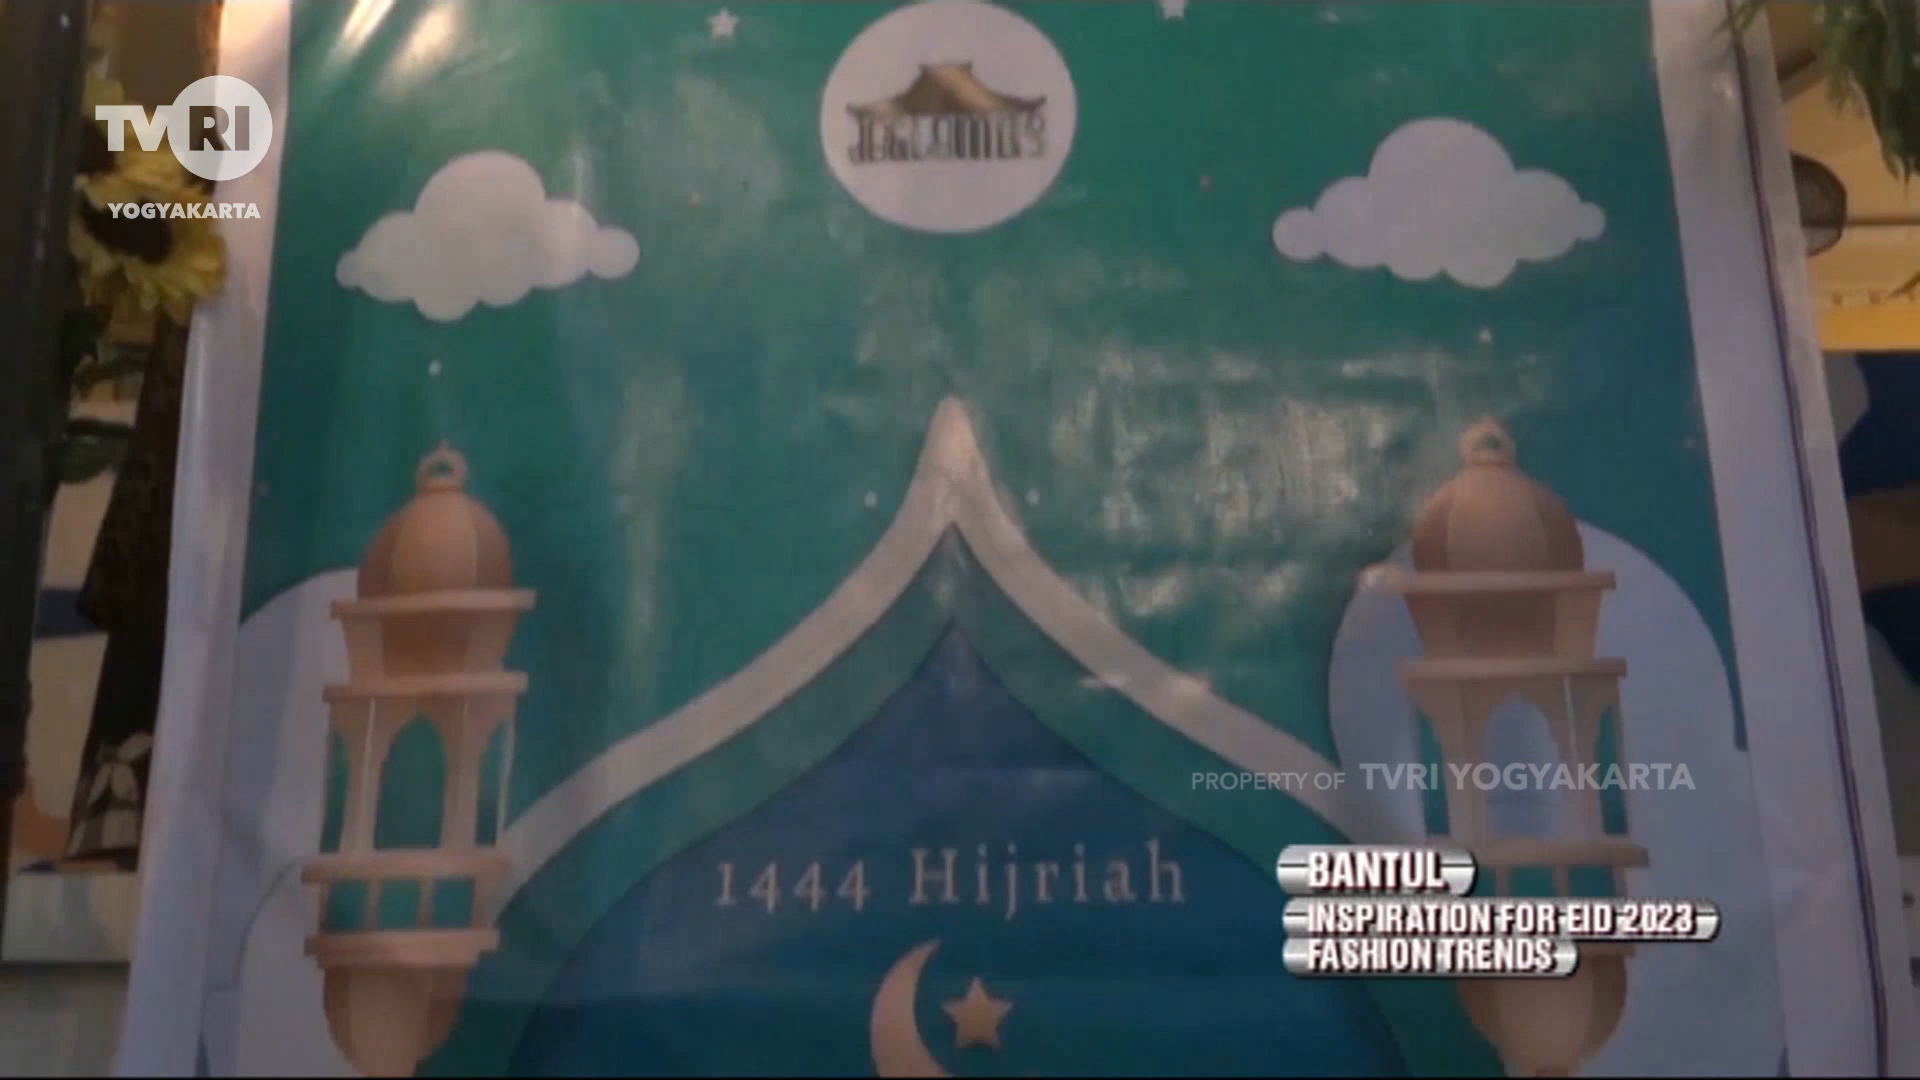 TVRI
YOGYAKARTA
1444 Hijriah
PROPERTY OF TVRI YOGYAKARTA
BANTUL
INSPIRATION FOR EID 2023
FASHION TRENDS